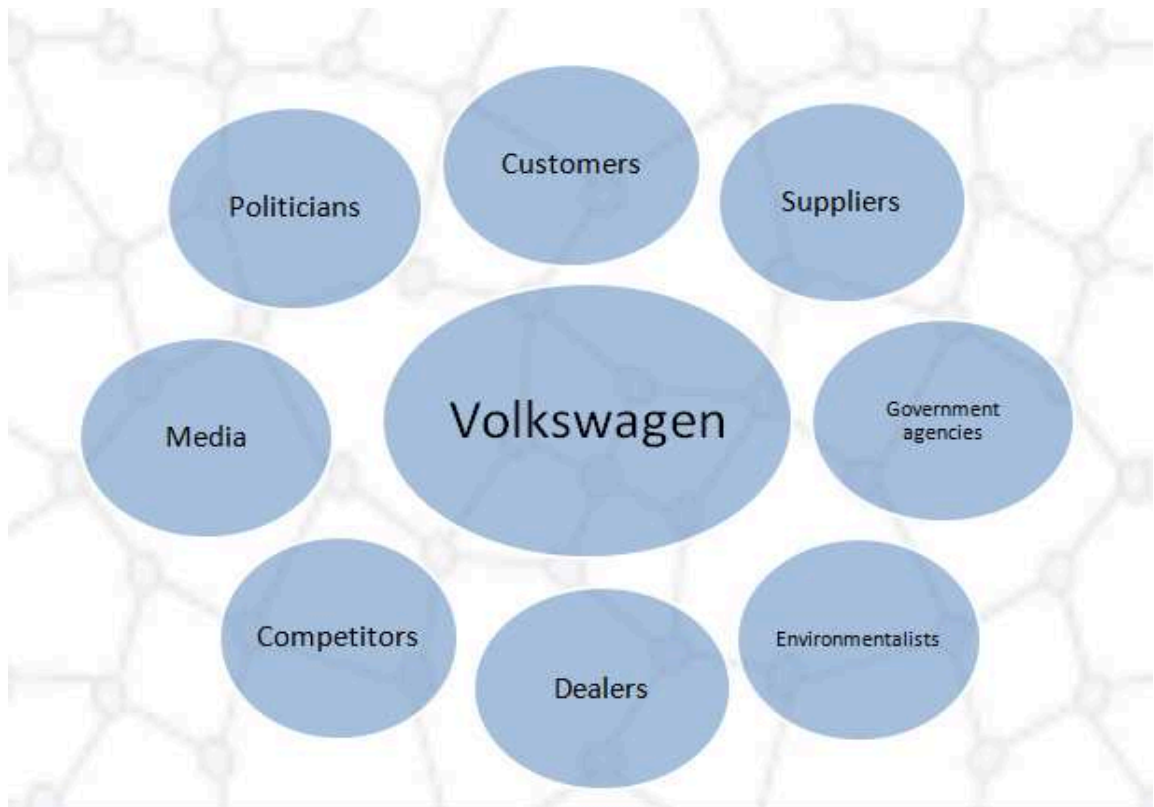 Customers
Politicians
Suppliers
Volkswagen
Government
agencies
Media
Competitors
Environmentalists
Dealers